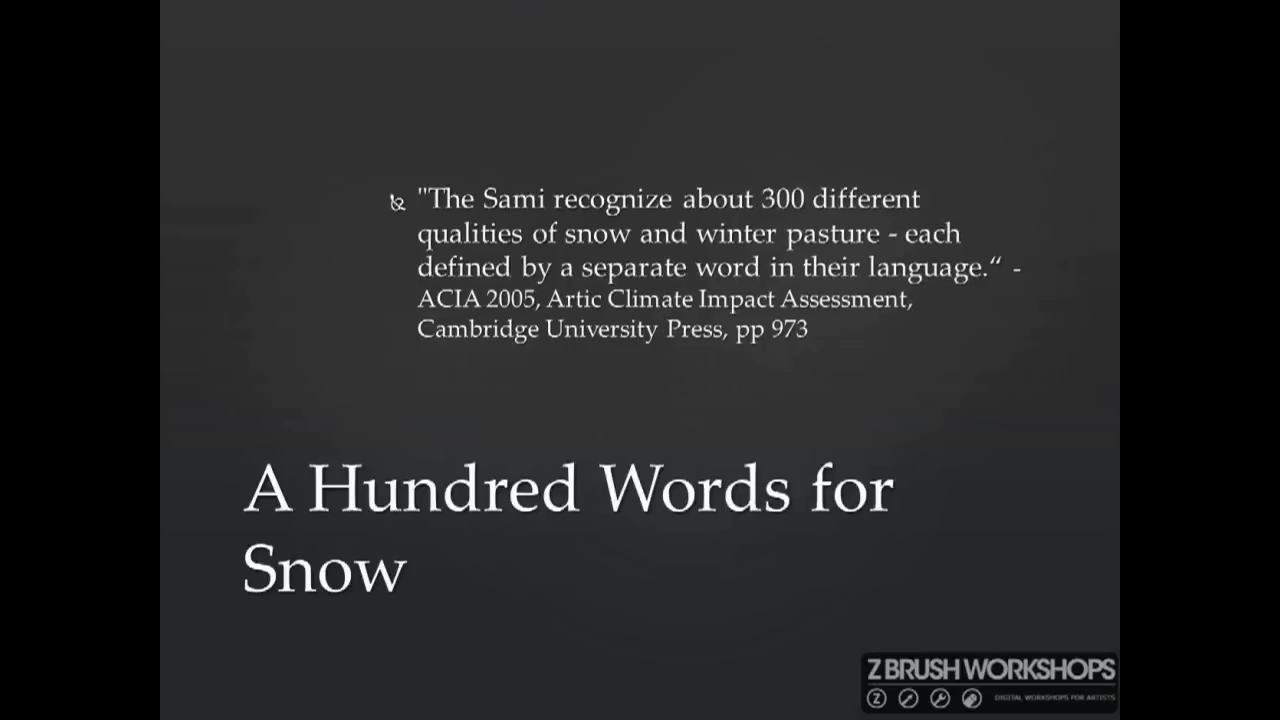 "The Sami recognize about 300 different
qualities of snow and winter pasture - each
defined by a separate word in their language.“ -
ACIA 2005, Artic Climate Impact Assessment,
Cambridge University Press, pp 973
A Hundred Words for
Snow
ZBRUSH WORKSHOPS
Z
DIGITAL WORKSHOPS FOR ARTISTS